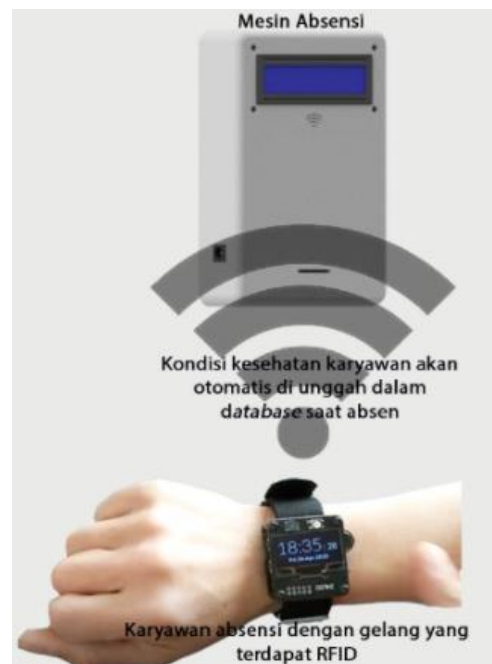 Mesin Absensi
Kondisi kesehatan karyawan akan
otomatis di unggah dalam
database saat absen
18:35
Karyawan absensi dengan gelang yang
terdapat RFID